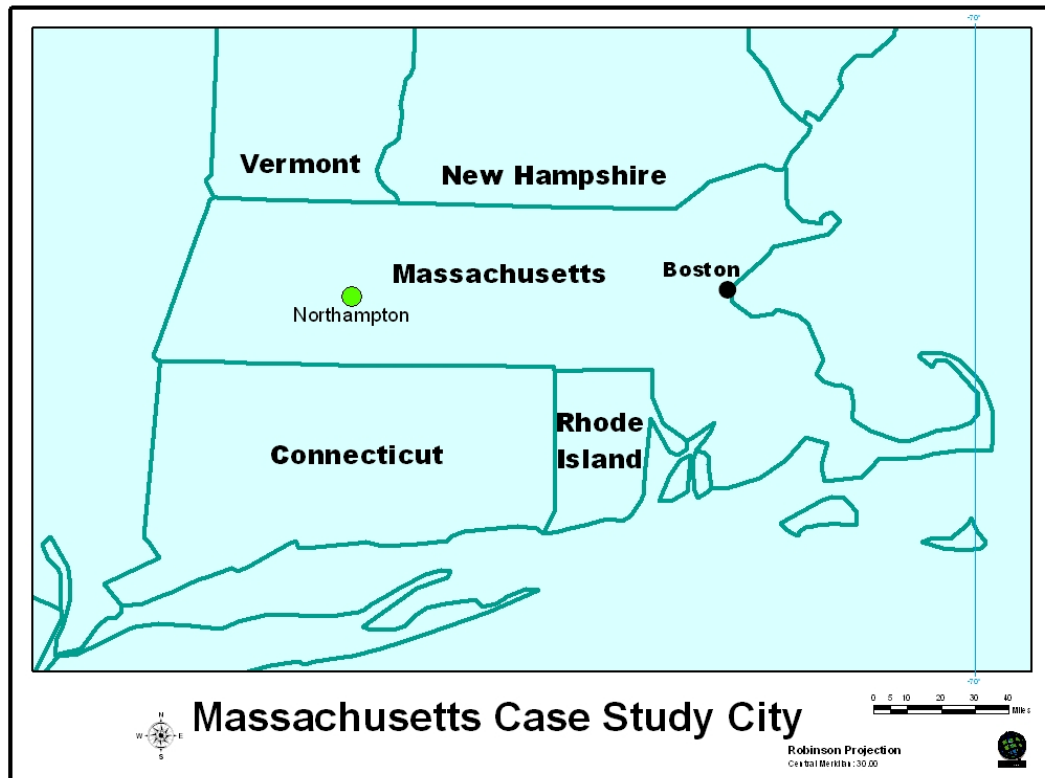 -70°
Vermont
New Hampshire
Massachusetts
Boston
Northampton
Rhode
Island
Connecticut
-70°
Massachusetts Case Study City
N
W
E
S
0 5 10 20 30 40
Miles
Robinson Projection
Central Meridian: 30.00